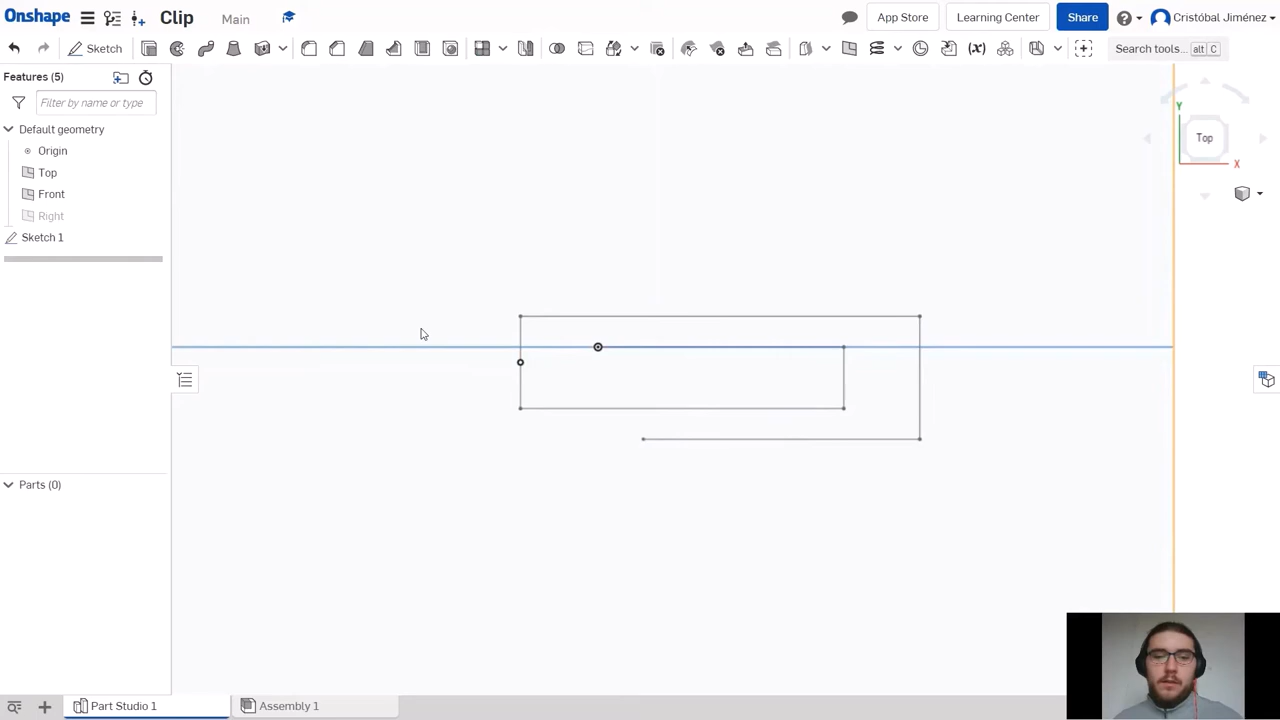 Onshape Clip Main App Store Learning Center Share Cristóbal Jiménez
Sketch (x) Search tools... alt C
Features (5)
Filter by name or type
Default geometry
Origin
Top
Front
Right
Sketch 1
Parts (0)
Y
Top
X
Part Studio 1 Assembly 1